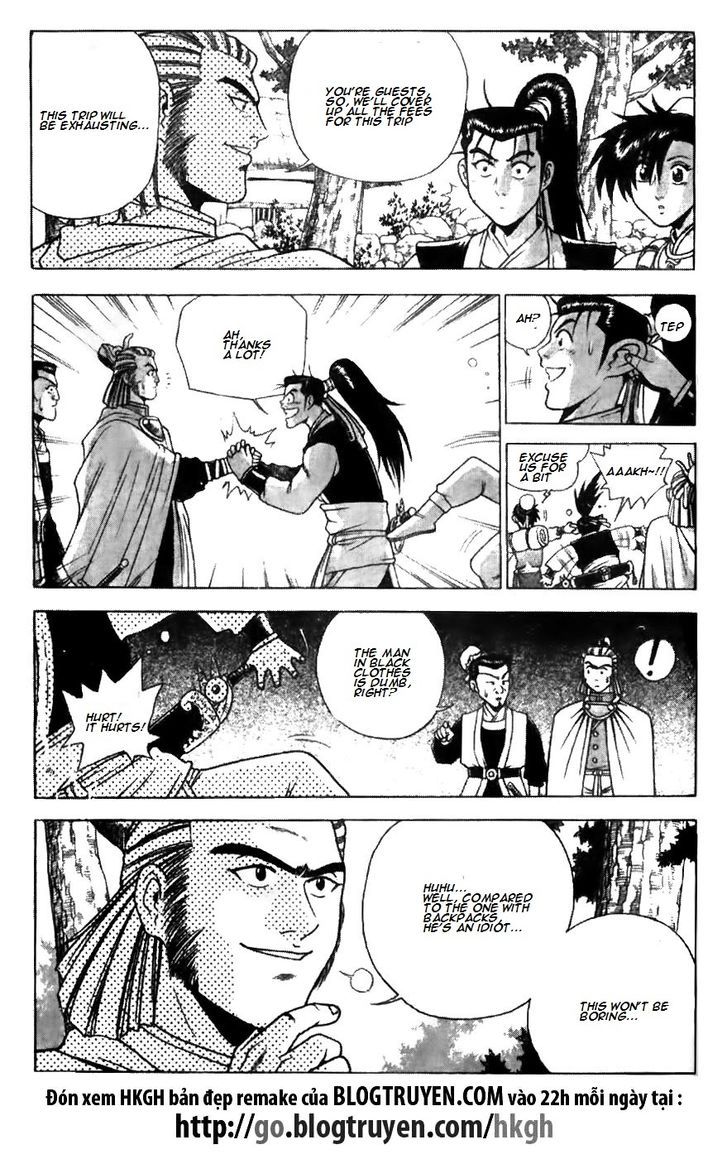 THIS TRIP WILL
BE EXHAUSTING...
YOU'RE GUESTS,
SO, WE'LL COVER
UP ALL THE FEES
FOR THIS TRIP
AH,
THANKS
A LOT!
AH?
TEP
EXCUSE
US FOR
A BIT
AAAKH~!!
HURT!
IT HURTS!
THE MAN
IN BLACK
CLOTHES
IS DUMB,
RIGHT?
!
HUHU...
WELL, COMPARED
TO THE ONE WITH
BACKPACKS,
HE'S AN IDIOT...
THIS WON'T BE
BORING...
Đón xem HKGH bản đẹp remake của BLOGTRUYEN.COM vào 22h mỗi ngày tại :
http://go.blogtruyen.com/hkgh